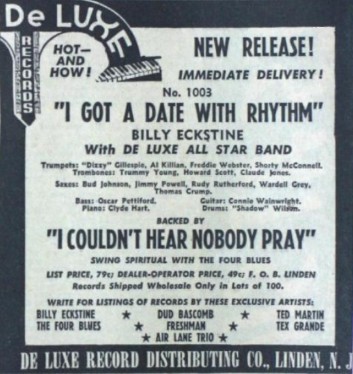 De LUXE
RECORDS
HOT—
AND
HOW!
NEW RELEASE!
IMMEDIATE DELIVERY!
No. 1003
"I GOT A DATE WITH RHYTHM"
BILLY ECKSTINE
With DE LUXE ALL STAR BAND
Trumpets: "Dizzy" Gillespie, Al Killian, Freddie Webster, Shorty McConnell.
Trombones: Trummy Young, Howard Scott, Claude Jones.
Saxes: Bud Johnson, Jimmy Powell, Rudy Rutherford, Wardell Grey,
Thomas Crump.
Bass: Oscar Pettiford. Guitar: Connie Wainwright.
Piano: Clyde Hart. Drums: "Shadow" Wilson.
BACKED BY
"I COULDN'T HEAR NOBODY PRAY"
SWING SPIRITUAL WITH THE FOUR BLUES
LIST PRICE, 79c; DEALER-OPERATOR PRICE, 49c; F. O. B. LINDEN
Records Shipped Wholesale Only in Lots of 100.
WRITE FOR LISTINGS OF RECORDS BY THESE EXCLUSIVE ARTISTS:
BILLY ECKSTINE ★ DUD BASCOMB ★ TED MARTIN
THE FOUR BLUES ★ FRESHMAN ★ TEX GRANDE
★ AIR LANE TRIO ★
DE LUXE RECORD DISTRIBUTING CO., LINDEN, N. J